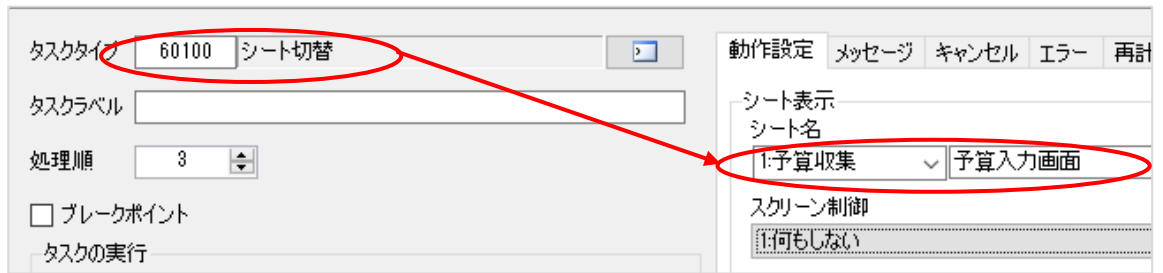 タスクタイプ 60100 シート切替
タスクラベル
処理順 3
ブレークポイント
タスクの実行
動作設定 メッセージ キャンセル エラー 再計
シート表示
シート名
1:予算収集 予算入力画面
スクリーン制御
1:何もしない